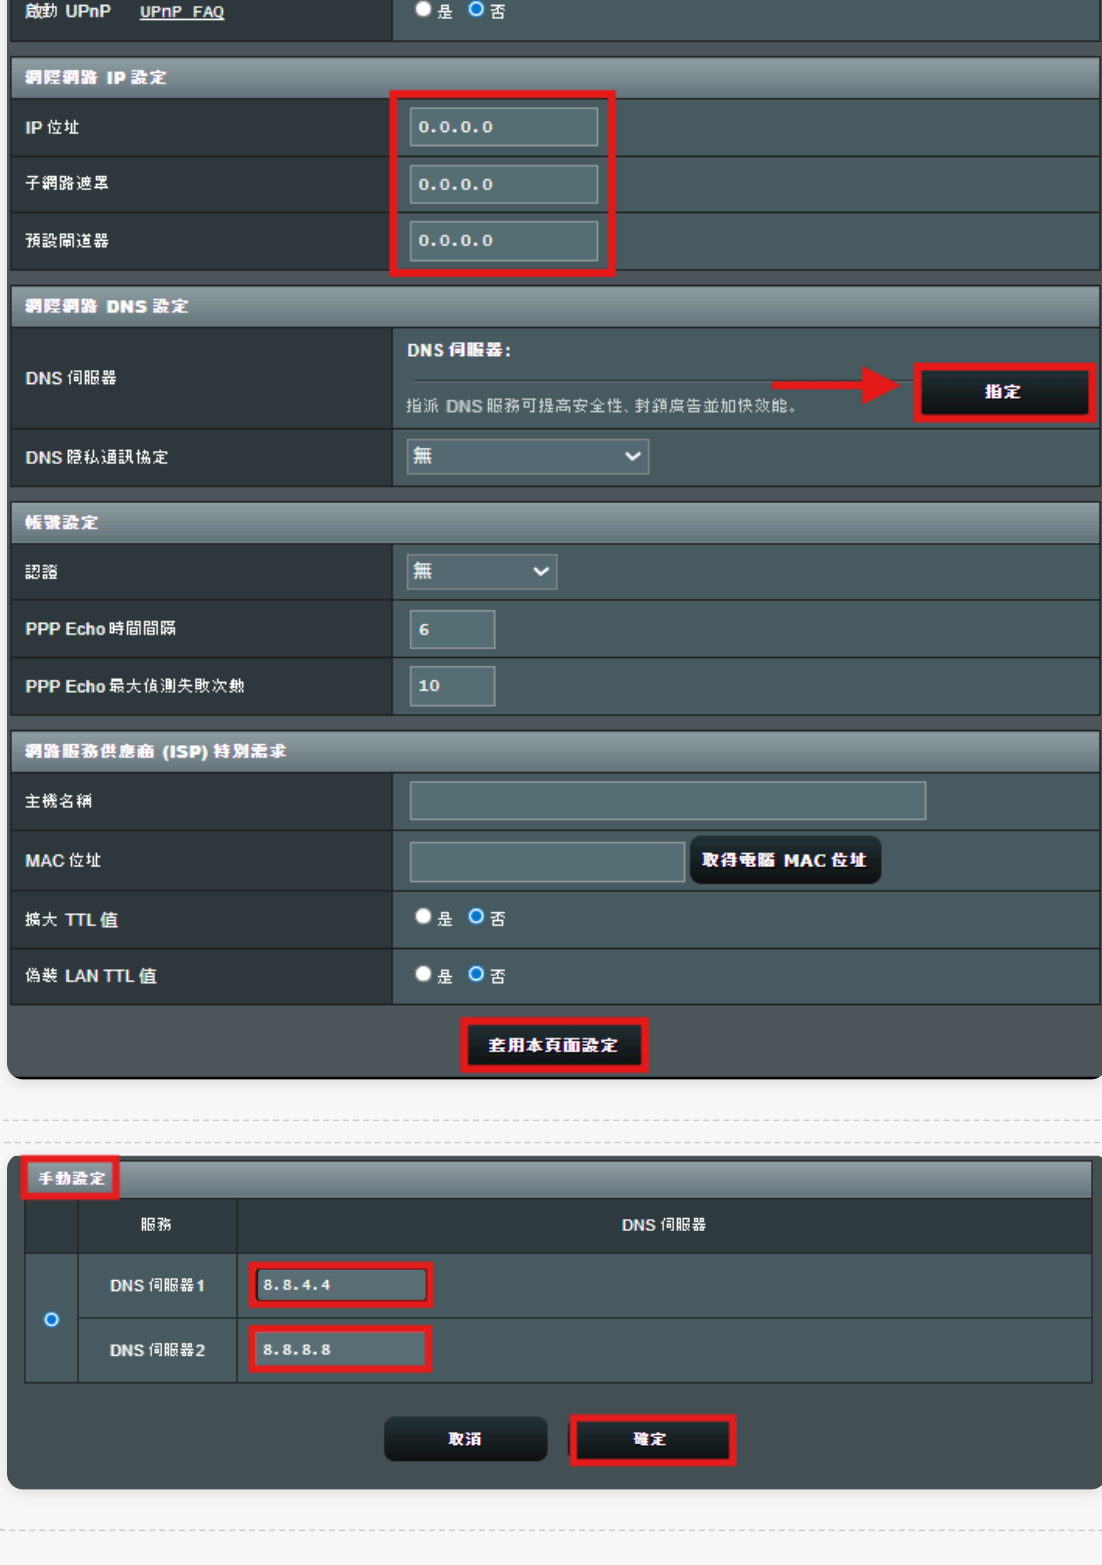 啟動 UPnP UPnP FAQ 是 否
網際網路 IP 設定
IP 位址 0.0.0.0
子網路遮罩 0.0.0.0
預設閘道器 0.0.0.0
網際網路 DNS 設定
DNS 伺服器:
DNS 伺服器
指定
指派 DNS 服務可提高安全性、封鎖廣告並加快效能。
DNS 隱私通訊協定 無
帳號設定
認證 無
PPP Echo 時間間隔 6
PPP Echo 最大偵測失敗次數 10
網路服務供應商 (ISP) 特別需求
主機名稱
MAC 位址 取得電腦 MAC 位址
擴大 TTL 值 是 否
偽裝 LAN TTL 值 是 否
套用本頁面設定
手動設定
服務 DNS 伺服器
DNS 伺服器1 8.8.4.4
DNS 伺服器2 8.8.8.8
取消 確定